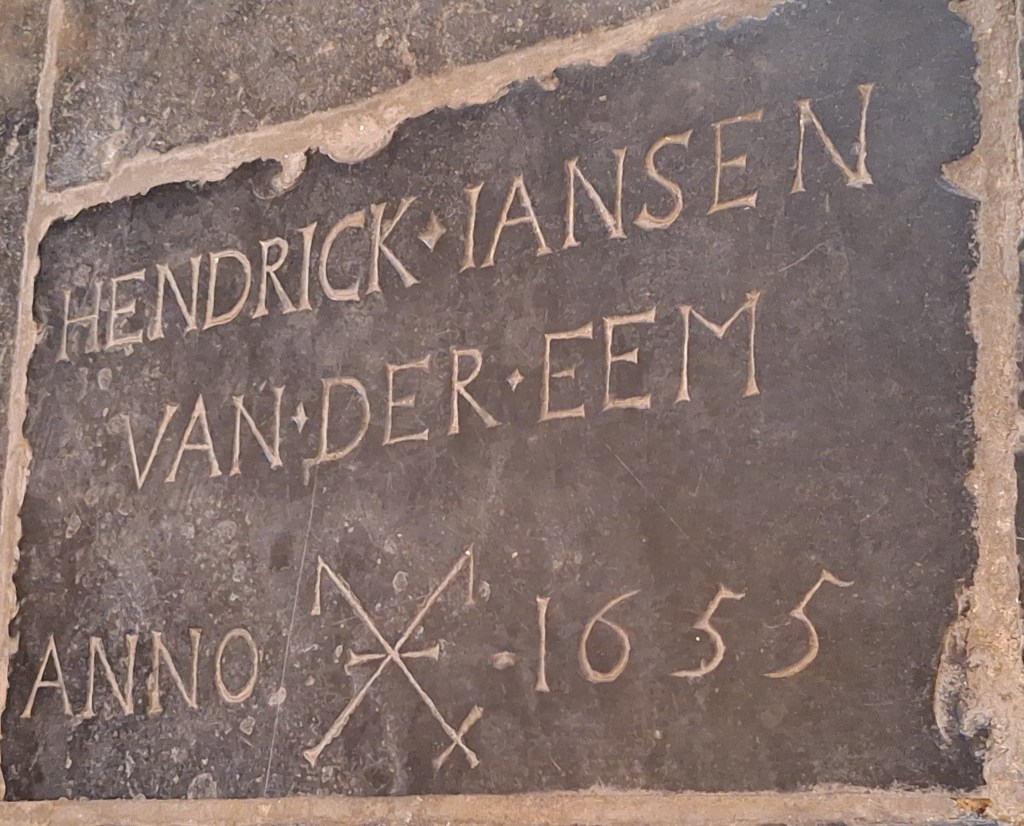 HENDRICK · IANSEN
VAN · DER · EEM
ANNO 1655